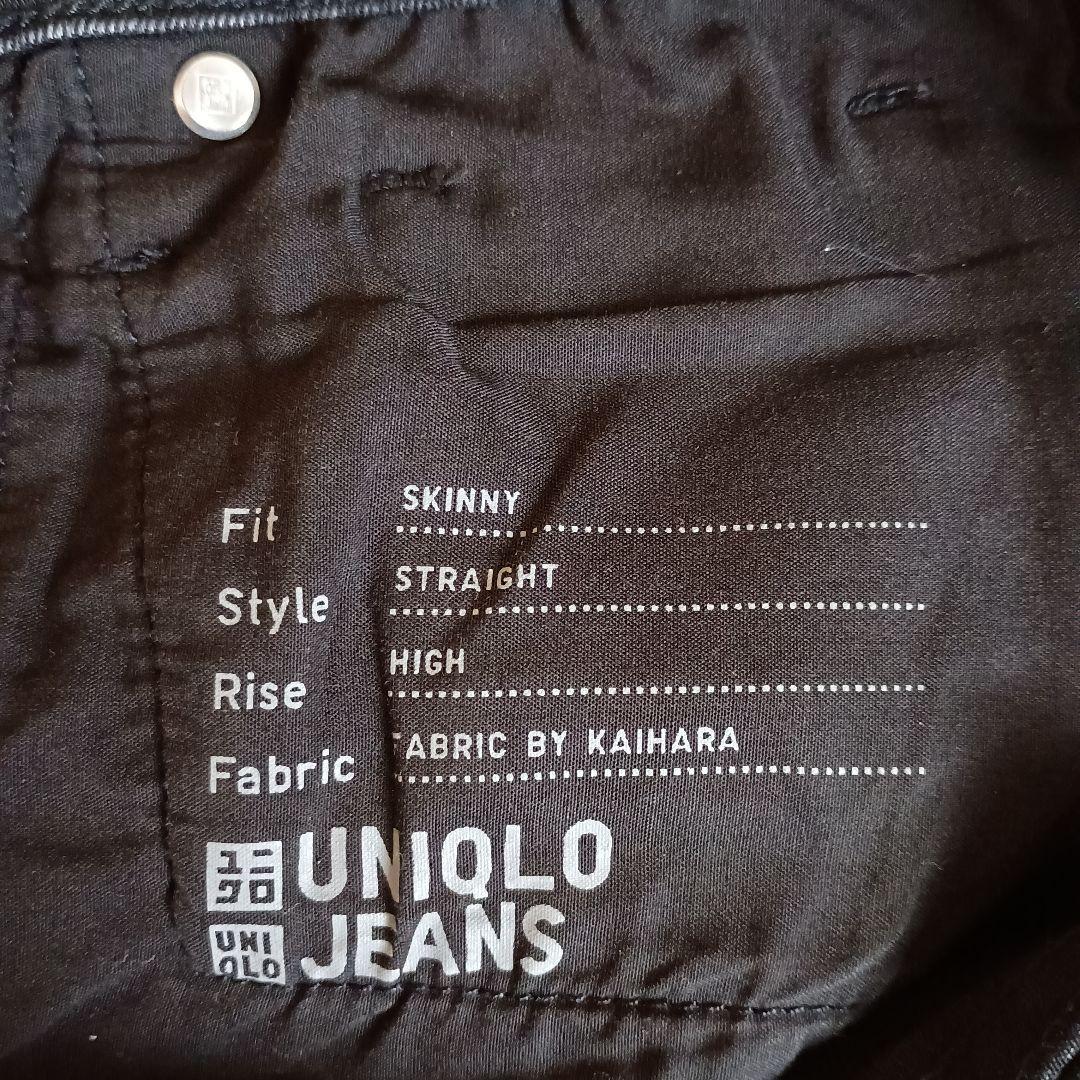 Fit SKINNY
Style STRAIGHT
Rise HIGH
Fabric FABRIC BY KAIHARA
ユニクロ UNIQLO
UNIQLO JEANS